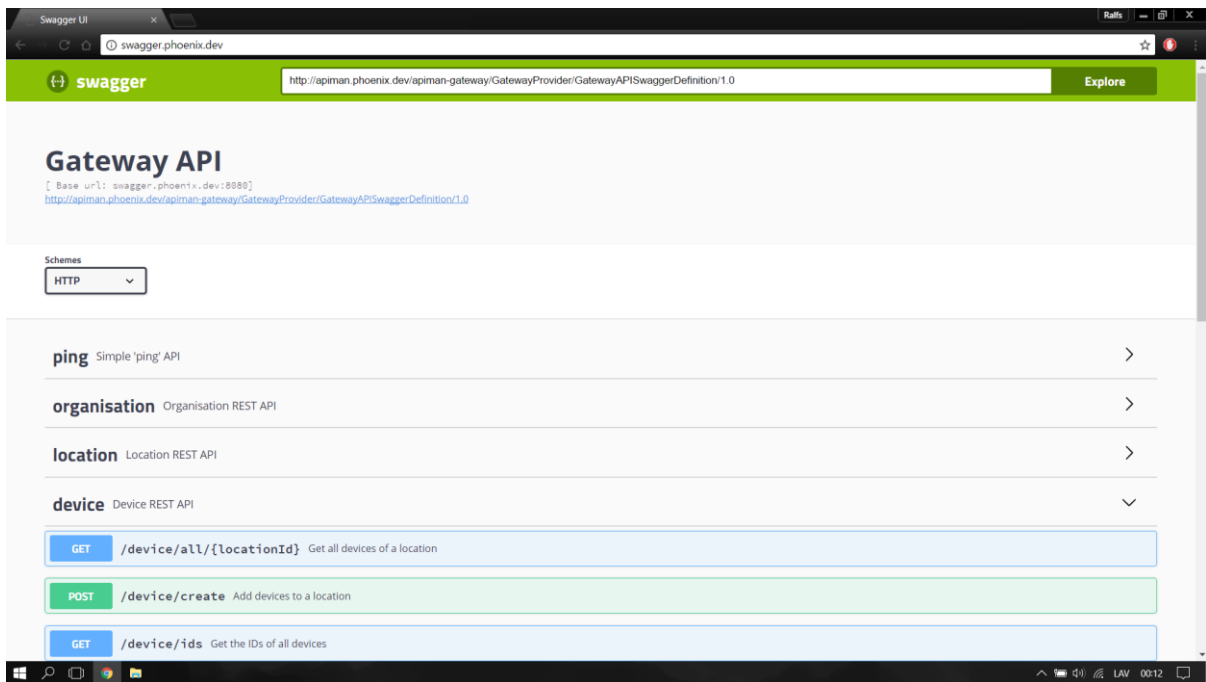 Swagger UI
Ralfs
swagger.phoenix.dev
swagger
http://apiman.phoenix.dev/apiman-gateway/GatewayProvider/GatewayAPISwaggerDefinition/1.0
Explore
Gateway API
[ Base url: swagger.phoenix.dev:8080]
http://apiman.phoenix.dev/apiman-gateway/GatewayProvider/GatewayAPISwaggerDefinition/1.0
Schemes
HTTP
ping Simple 'ping' API
organisation Organisation REST API
location Location REST API
device Device REST API
GET /device/all/{locationId} Get all devices of a location
POST /device/create Add devices to a location
GET /device/ids Get the IDs of all devices
LAV 00:12